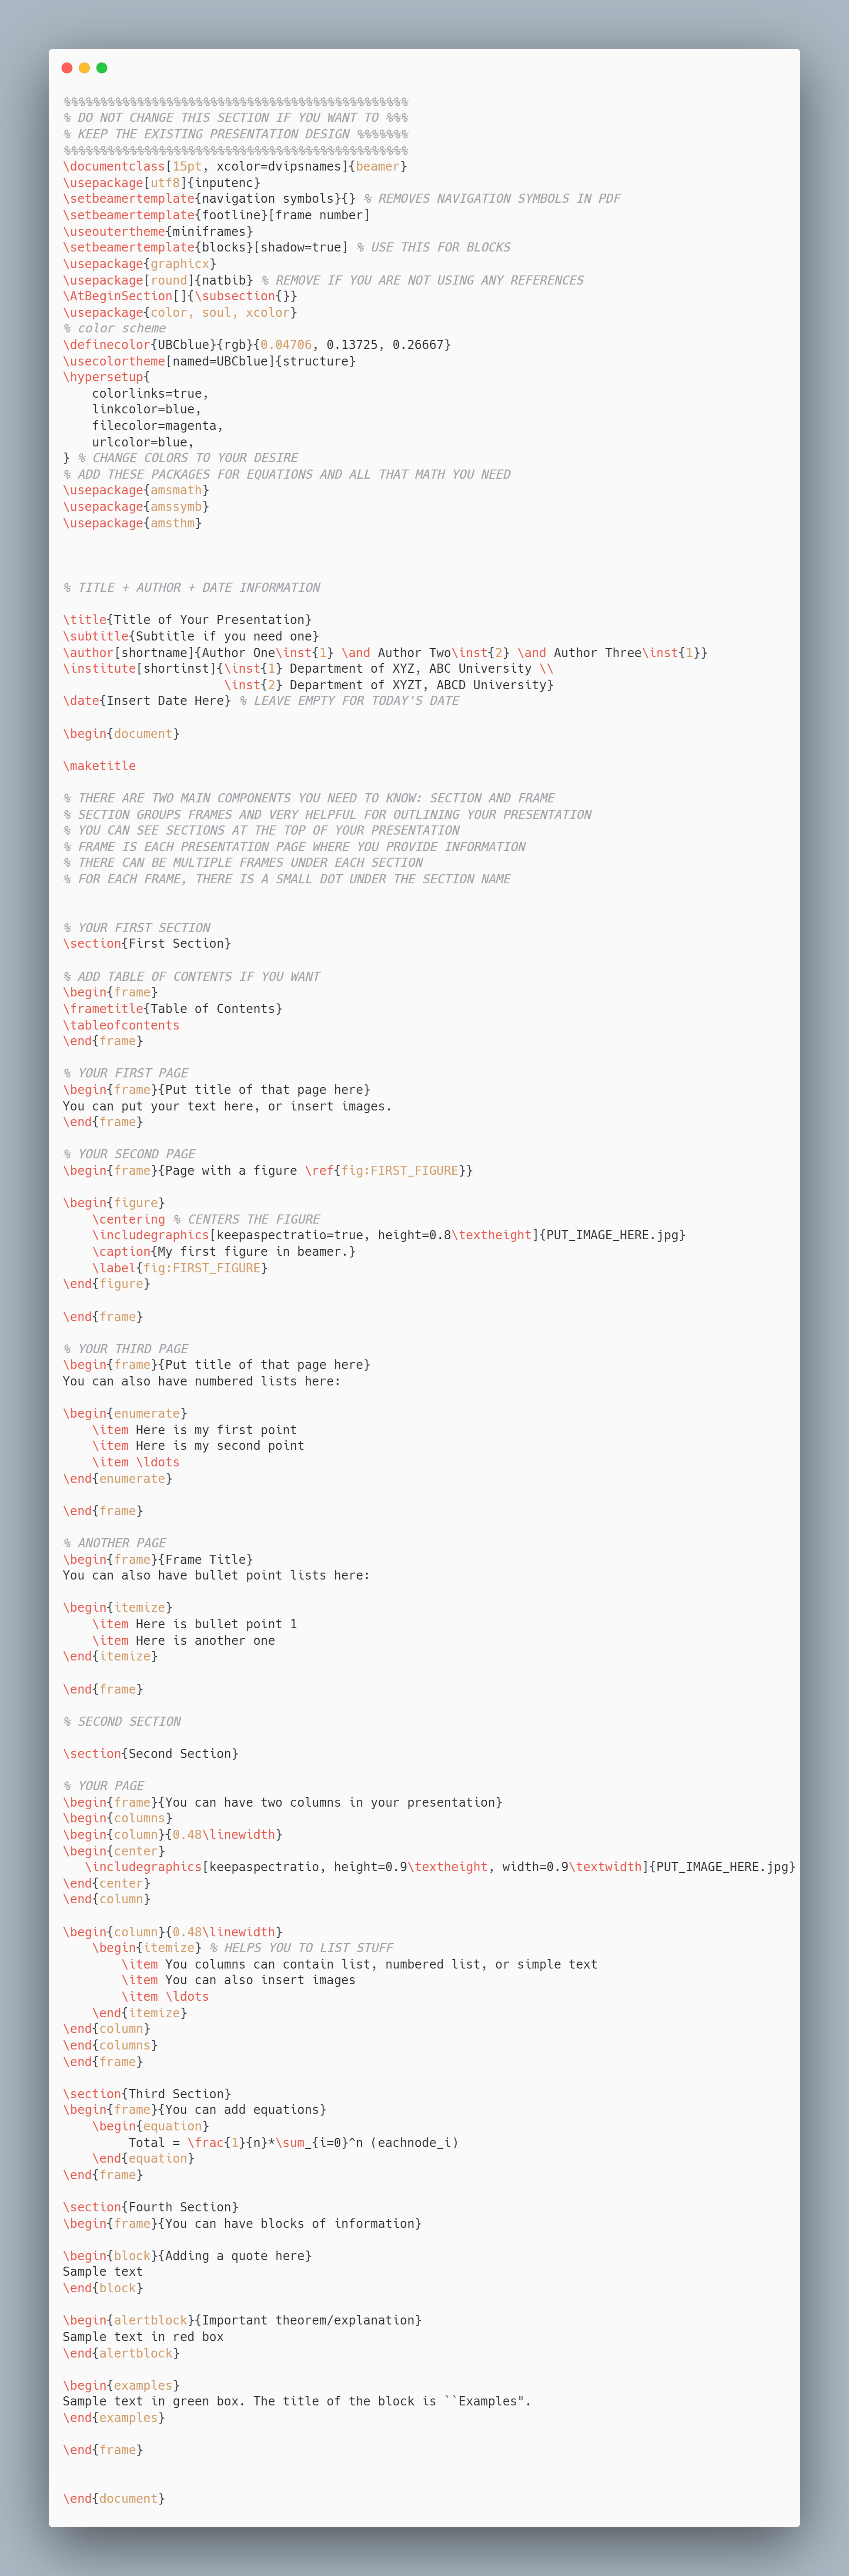 %%%%%%%%%%%%%%%%%%%%%%%%%%%%%%%%%%%%%%%%%%%%%%%
% DO NOT CHANGE THIS SECTION IF YOU WANT TO %%%
% KEEP THE EXISTING PRESENTATION DESIGN %%%%%%%
%%%%%%%%%%%%%%%%%%%%%%%%%%%%%%%%%%%%%%%%%%%%%%%
\documentclass[15pt, xcolor=dvipsnames]{beamer}
\usepackage[utf8]{inputenc}
\setbeamertemplate{navigation symbols}{} % REMOVES NAVIGATION SYMBOLS IN PDF
\setbeamertemplate{footline}[frame number]
\useoutertheme{miniframes}
\setbeamertemplate{blocks}[shadow=true] % USE THIS FOR BLOCKS
\usepackage{graphicx}
\usepackage[round]{natbib} % REMOVE IF YOU ARE NOT USING ANY REFERENCES
\AtBeginSection[]{\subsection{}}
\usepackage{color, soul, xcolor}
% color scheme
\definecolor{UBCblue}{rgb}{0.04706, 0.13725, 0.26667}
\usecolortheme[named=UBCblue]{structure}
\hypersetup{
    colorlinks=true,
    linkcolor=blue,
    filecolor=magenta,
    urlcolor=blue,
} % CHANGE COLORS TO YOUR DESIRE
% ADD THESE PACKAGES FOR EQUATIONS AND ALL THAT MATH YOU NEED
\usepackage{amsmath}
\usepackage{amssymb}
\usepackage{amsthm}
% TITLE + AUTHOR + DATE INFORMATION
\title{Title of Your Presentation}
\subtitle{Subtitle if you need one}
\author[shortname]{Author One\inst{1} \and Author Two\inst{2} \and Author Three\inst{1}}
\institute[shortinst]{\inst{1} Department of XYZ, ABC University \\
                      \inst{2} Department of XYZT, ABCD University}
\date{Insert Date Here} % LEAVE EMPTY FOR TODAY'S DATE
\begin{document}
\maketitle
% THERE ARE TWO MAIN COMPONENTS YOU NEED TO KNOW: SECTION AND FRAME
% SECTION GROUPS FRAMES AND VERY HELPFUL FOR OUTLINING YOUR PRESENTATION
% YOU CAN SEE SECTIONS AT THE TOP OF YOUR PRESENTATION
% FRAME IS EACH PRESENTATION PAGE WHERE YOU PROVIDE INFORMATION
% THERE CAN BE MULTIPLE FRAMES UNDER EACH SECTION
% FOR EACH FRAME, THERE IS A SMALL DOT UNDER THE SECTION NAME
% YOUR FIRST SECTION
\section{First Section}
% ADD TABLE OF CONTENTS IF YOU WANT
\begin{frame}
\frametitle{Table of Contents}
\tableofcontents
\end{frame}
% YOUR FIRST PAGE
\begin{frame}{Put title of that page here}
You can put your text here, or insert images.
\end{frame}
% YOUR SECOND PAGE
\begin{frame}{Page with a figure \ref{fig:FIRST_FIGURE}}
\begin{figure}
    \centering % CENTERS THE FIGURE
    \includegraphics[keepaspectratio=true, height=0.8\textheight]{PUT_IMAGE_HERE.jpg}
    \caption{My first figure in beamer.}
    \label{fig:FIRST_FIGURE}
\end{figure}
\end{frame}
% YOUR THIRD PAGE
\begin{frame}{Put title of that page here}
You can also have numbered lists here:
\begin{enumerate}
    \item Here is my first point
    \item Here is my second point
    \item \ldots
\end{enumerate}
\end{frame}
% ANOTHER PAGE
\begin{frame}{Frame Title}
You can also have bullet point lists here:
\begin{itemize}
    \item Here is bullet point 1
    \item Here is another one
\end{itemize}
\end{frame}
% SECOND SECTION
\section{Second Section}
% YOUR PAGE
\begin{frame}{You can have two columns in your presentation}
\begin{columns}
\begin{column}{0.48\linewidth}
\begin{center}
   \includegraphics[keepaspectratio, height=0.9\textheight, width=0.9\textwidth]{PUT_IMAGE_HERE.jpg}
\end{center}
\end{column}
\begin{column}{0.48\linewidth}
    \begin{itemize} % HELPS YOU TO LIST STUFF
        \item You columns can contain list, numbered list, or simple text
        \item You can also insert images
        \item \ldots
    \end{itemize}
\end{column}
\end{columns}
\end{frame}
\section{Third Section}
\begin{frame}{You can add equations}
    \begin{equation}
         Total = \frac{1}{n}*\sum_{i=0}^n (eachnode_i)
    \end{equation}
\end{frame}
\section{Fourth Section}
\begin{frame}{You can have blocks of information}
\begin{block}{Adding a quote here}
Sample text
\end{block}
\begin{alertblock}{Important theorem/explanation}
Sample text in red box
\end{alertblock}
\begin{examples}
Sample text in green box. The title of the block is ``Examples".
\end{examples}
\end{frame}
\end{document}